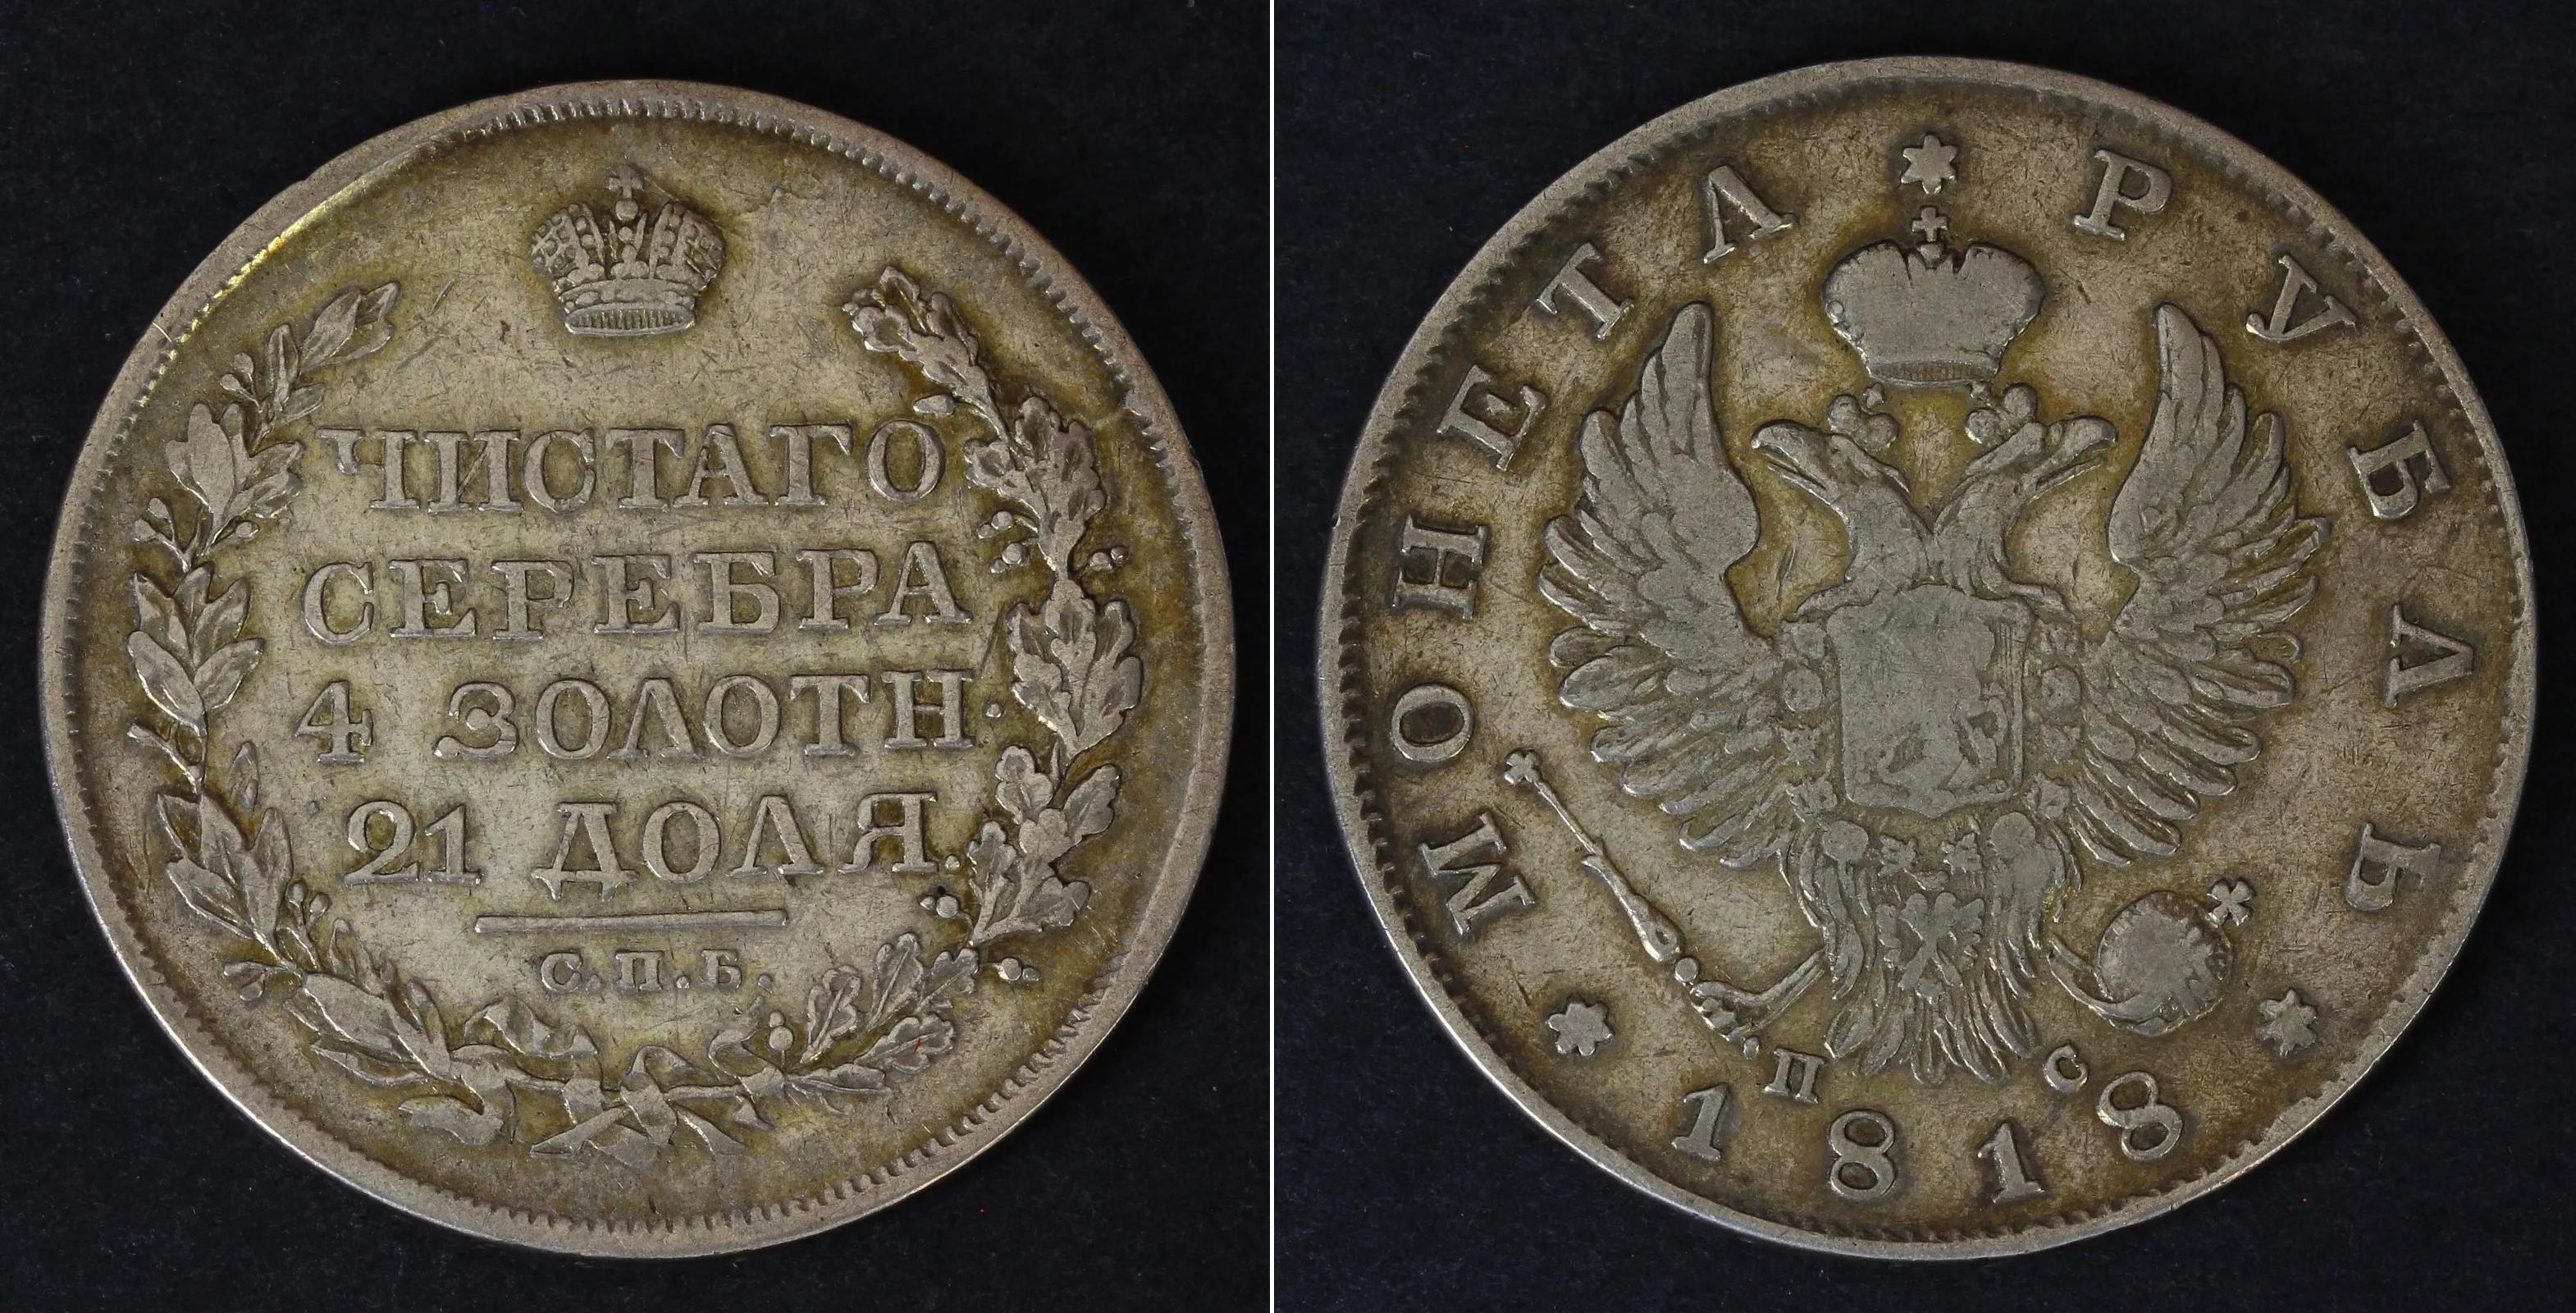 ЧИСТАГО
СЕРЕБРА
4 ЗОЛОТН.
21 ДОЛЯ.
С.П.Б.
МОНЕТА РУБЛЬ
П С
1818